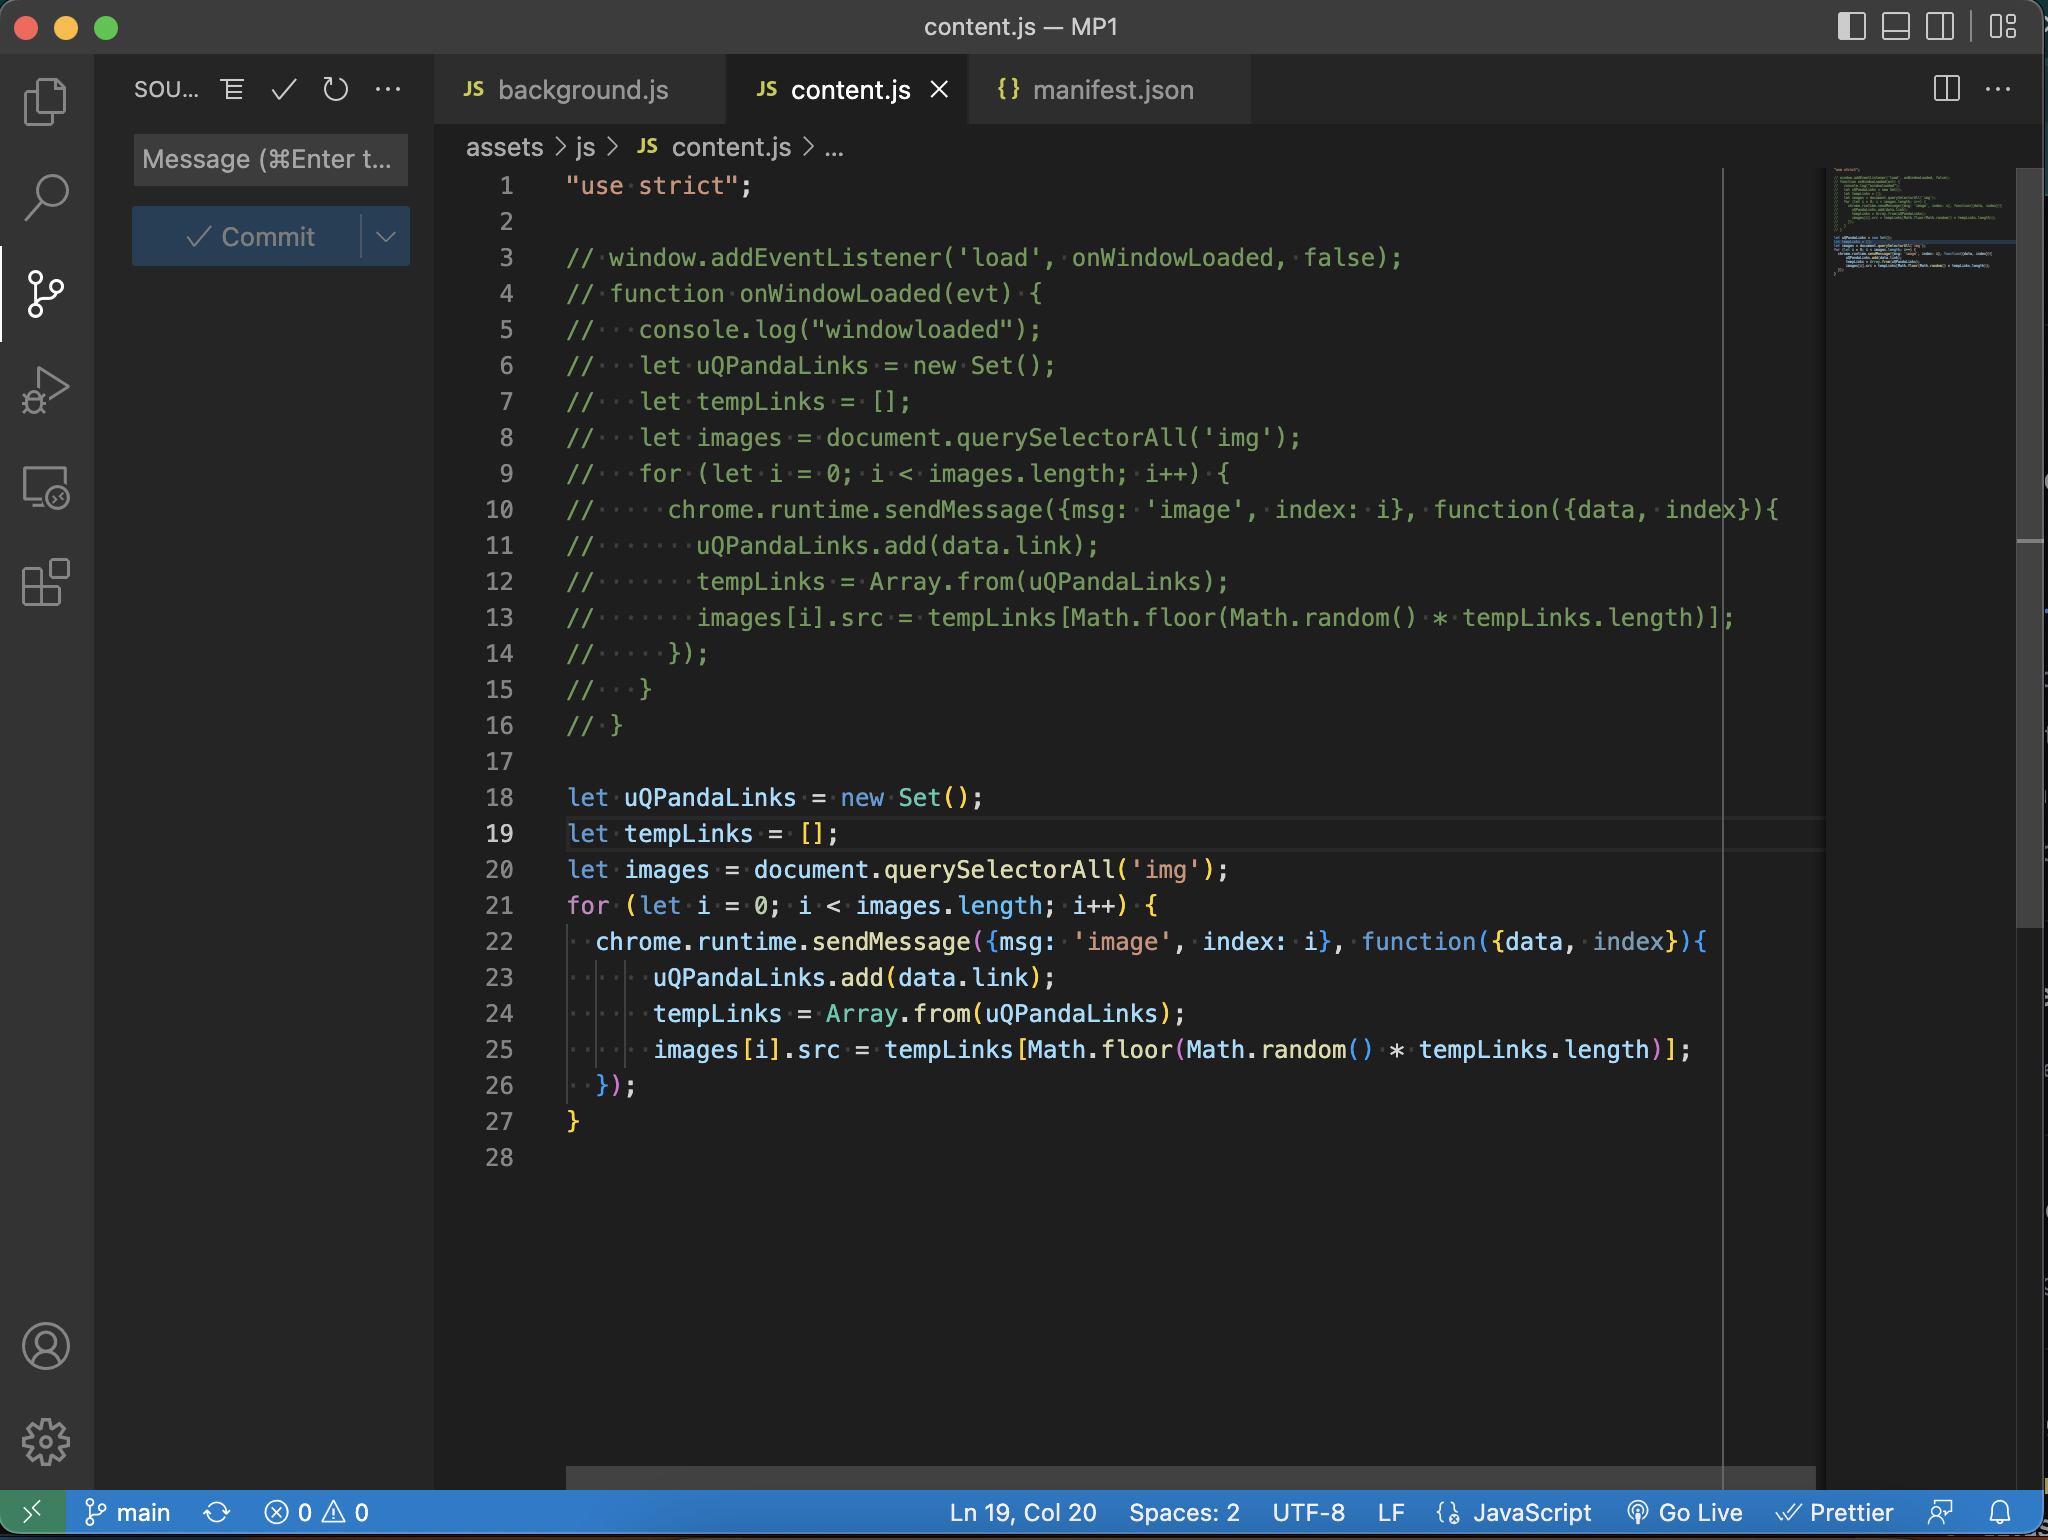 content.js — MP1
SOU...
background.js
content.js
manifest.json
Message (⌘Enter t...
Commit
assets > js > JS content.js > ...
1 "use strict";
2
3 // window.addEventListener('load', onWindowLoaded, false);
4 // function onWindowLoaded(evt) {
5 //   console.log("windowloaded");
6 //   let uQPandaLinks = new Set();
7 //   let tempLinks = [];
8 //   let images = document.querySelectorAll('img');
9 //   for (let i = 0; i < images.length; i++) {
10 //     chrome.runtime.sendMessage({msg: 'image', index: i}, function({data, index}){
11 //       uQPandaLinks.add(data.link);
12 //       tempLinks = Array.from(uQPandaLinks);
13 //       images[i].src = tempLinks[Math.floor(Math.random() * tempLinks.length)];
14 //     });
15 //   }
16 // }
17
18 let uQPandaLinks = new Set();
19 let tempLinks = [];
20 let images = document.querySelectorAll('img');
21 for (let i = 0; i < images.length; i++) {
22   chrome.runtime.sendMessage({msg: 'image', index: i}, function({data, index}){
23       uQPandaLinks.add(data.link);
24       tempLinks = Array.from(uQPandaLinks);
25       images[i].src = tempLinks[Math.floor(Math.random() * tempLinks.length)];
26   });
27 }
28
main 0 0 Ln 19, Col 20 Spaces: 2 UTF-8 LF JavaScript Go Live Prettier